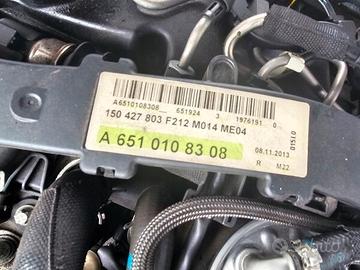 A6510108308 651924 3 1976191 0
150 427 803 F212 M014 ME04
A 651 010 83 08
08.11.2013
R M22
01510
subito